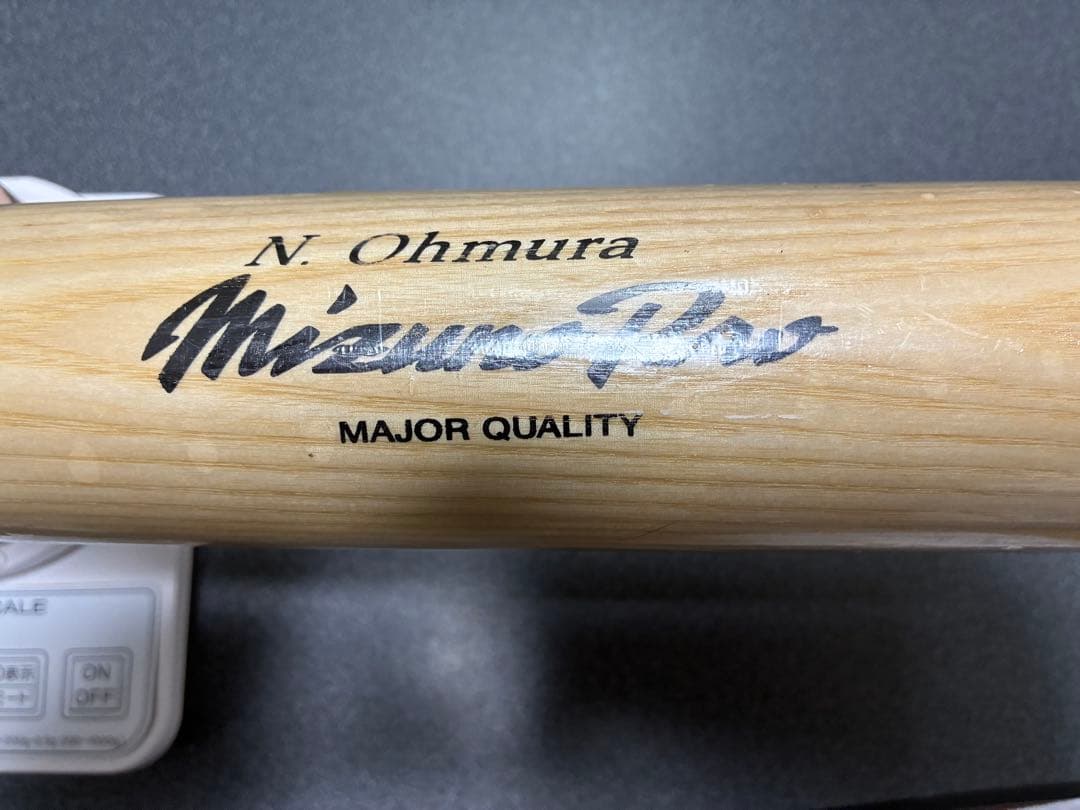 N. Ohmura
Mizuno Pro
MAJOR QUALITY
ON
OFF